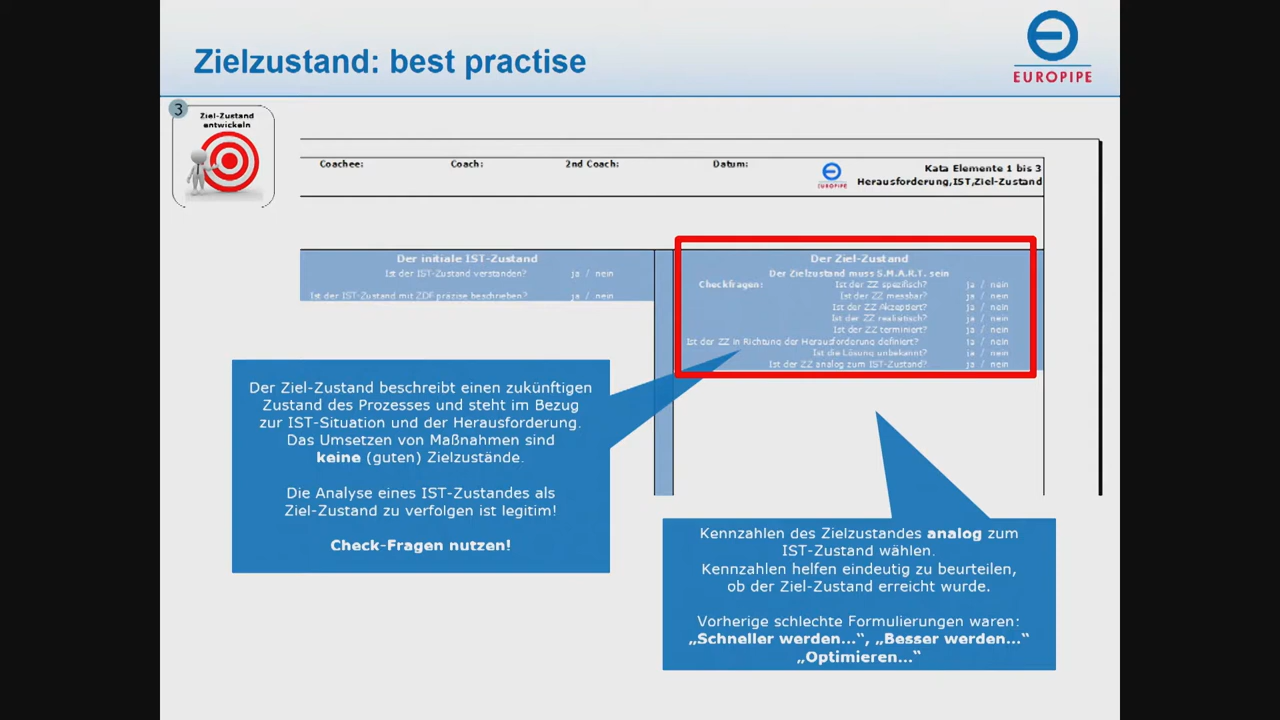 Zielzustand: best practise
EUROPIPE
3
Ziel-Zustand
entwickeln
Coachee: Coach: 2nd Coach: Datum:
EUROPIPE
Kata Elemente 1 bis 3
Herausforderung,IST,Ziel-Zustand
Der initiale IST-Zustand
Ist der IST-Zustand verstanden? ja / nein
Ist der IST-Zustand mit ZDF präzise beschrieben? ja / nein
Der Ziel-Zustand
Der Zielzustand muss S.M.A.R.T. sein
Checkfragen: Ist der ZZ spezifisch? ja / nein
Ist der ZZ messbar? ja / nein
Ist der ZZ Akzeptiert? ja / nein
Ist der ZZ realistisch? ja / nein
Ist der ZZ terminiert? ja / nein
Ist der ZZ in Richtung der Herausforderung definiert? ja / nein
Ist die Lösung unbekannt? ja / nein
Ist der ZZ analog zum IST-Zustand? ja / nein
Der Ziel-Zustand beschreibt einen zukünftigen
Zustand des Prozesses und steht im Bezug
zur IST-Situation und der Herausforderung.
Das Umsetzen von Maßnahmen sind
keine (guten) Zielzustände.
Die Analyse eines IST-Zustandes als
Ziel-Zustand zu verfolgen ist legitim!
Check-Fragen nutzen!
Kennzahlen des Zielzustandes analog zum
IST-Zustand wählen.
Kennzahlen helfen eindeutig zu beurteilen,
ob der Ziel-Zustand erreicht wurde.
Vorherige schlechte Formulierungen waren:
„Schneller werden…“, „Besser werden…“
„Optimieren…“